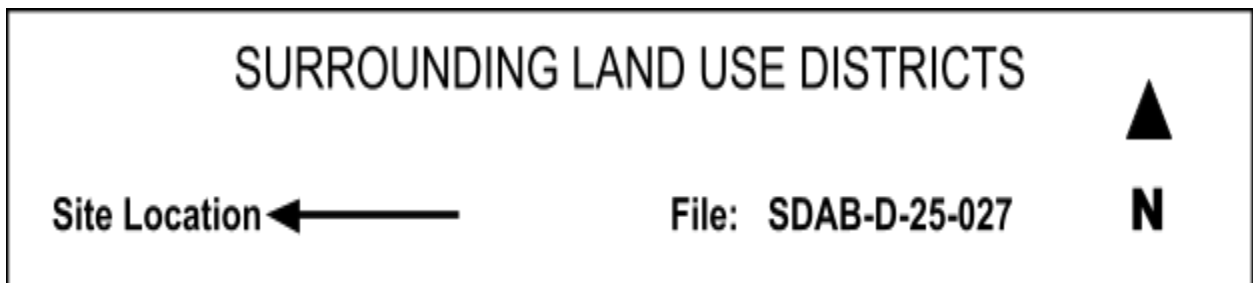 SURROUNDING LAND USE DISTRICTS
Site Location
File: SDAB-D-25-027
N